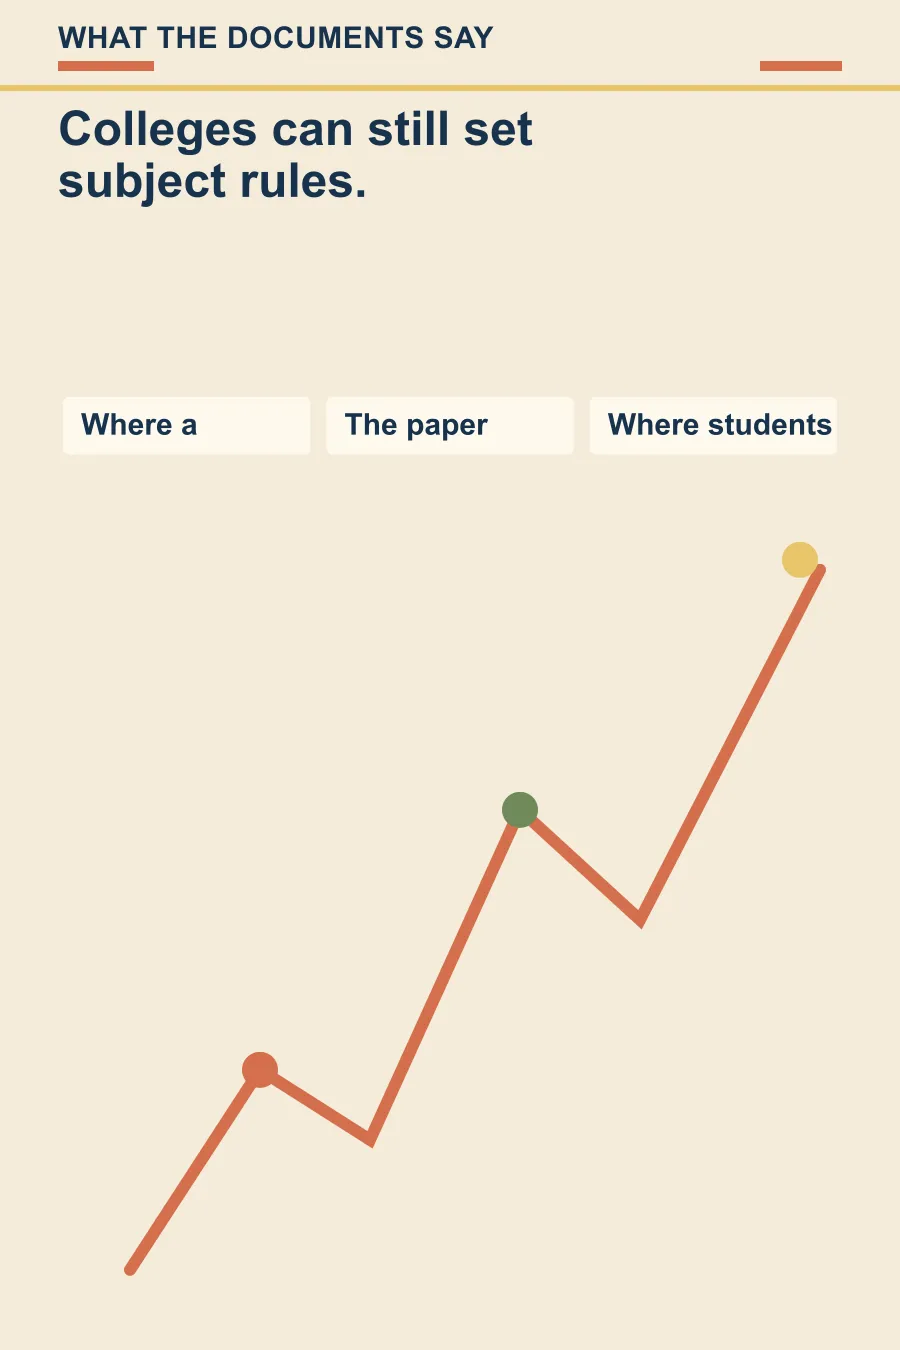 WHAT THE DOCUMENTS SAY
Colleges can still set
subject rules.
Where a
The paper
Where students